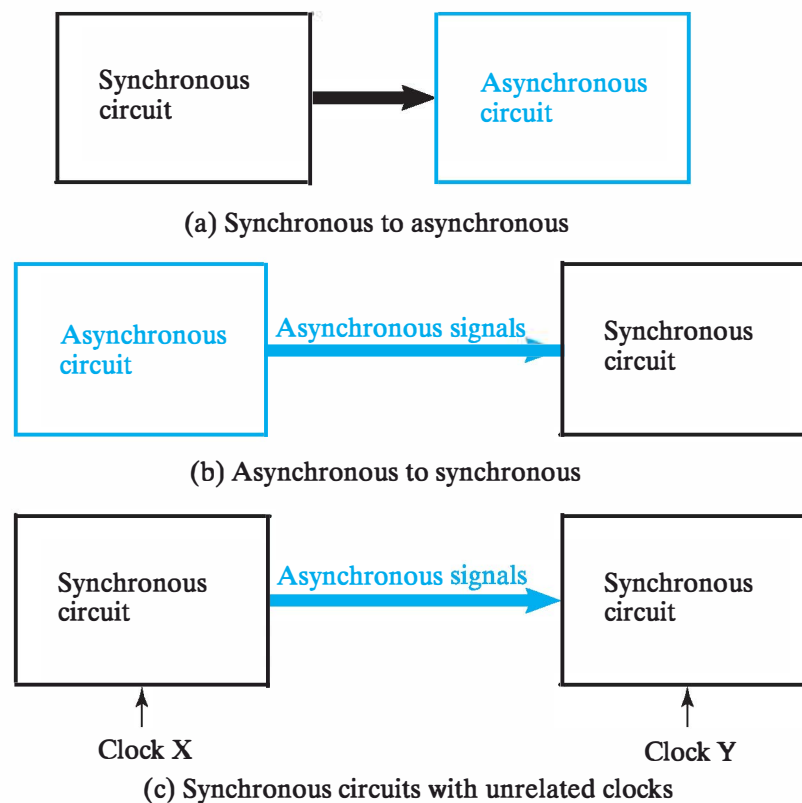 Synchronous
circuit
Asynchronous
circuit
(a) Synchronous to asynchronous
Asynchronous
circuit
Asynchronous signals
Synchronous
circuit
(b) Asynchronous to synchronous
Synchronous
circuit
Asynchronous signals
Synchronous
circuit
Clock X
Clock Y
(c) Synchronous circuits with unrelated clocks